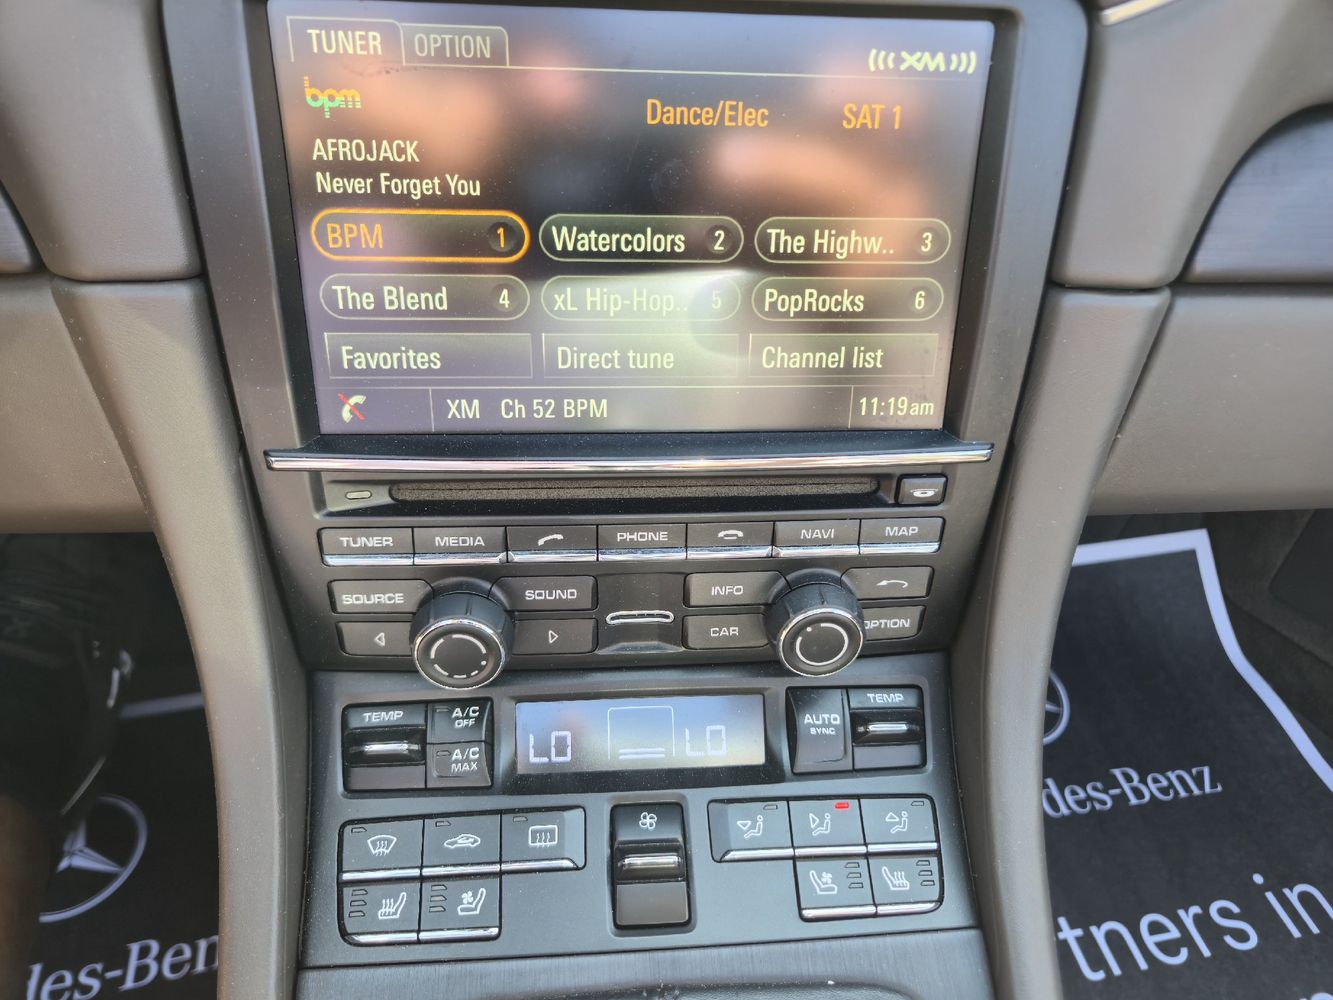 TUNER OPTION
((( XM )))
bpm
Dance/Elec SAT 1
AFROJACK
Never Forget You
BPM 1 Watercolors 2 The Highw.. 3
The Blend 4 xL Hip-Hop.. 5 PopRocks 6
Favorites Direct tune Channel list
XM Ch 52 BPM 11:19am
TUNER MEDIA PHONE NAVI MAP
SOURCE SOUND INFO
CAR OPTION
TEMP A/C OFF AUTO SYNC TEMP
A/C MAX
LO LO
des-Benz
des-Benz
tners in